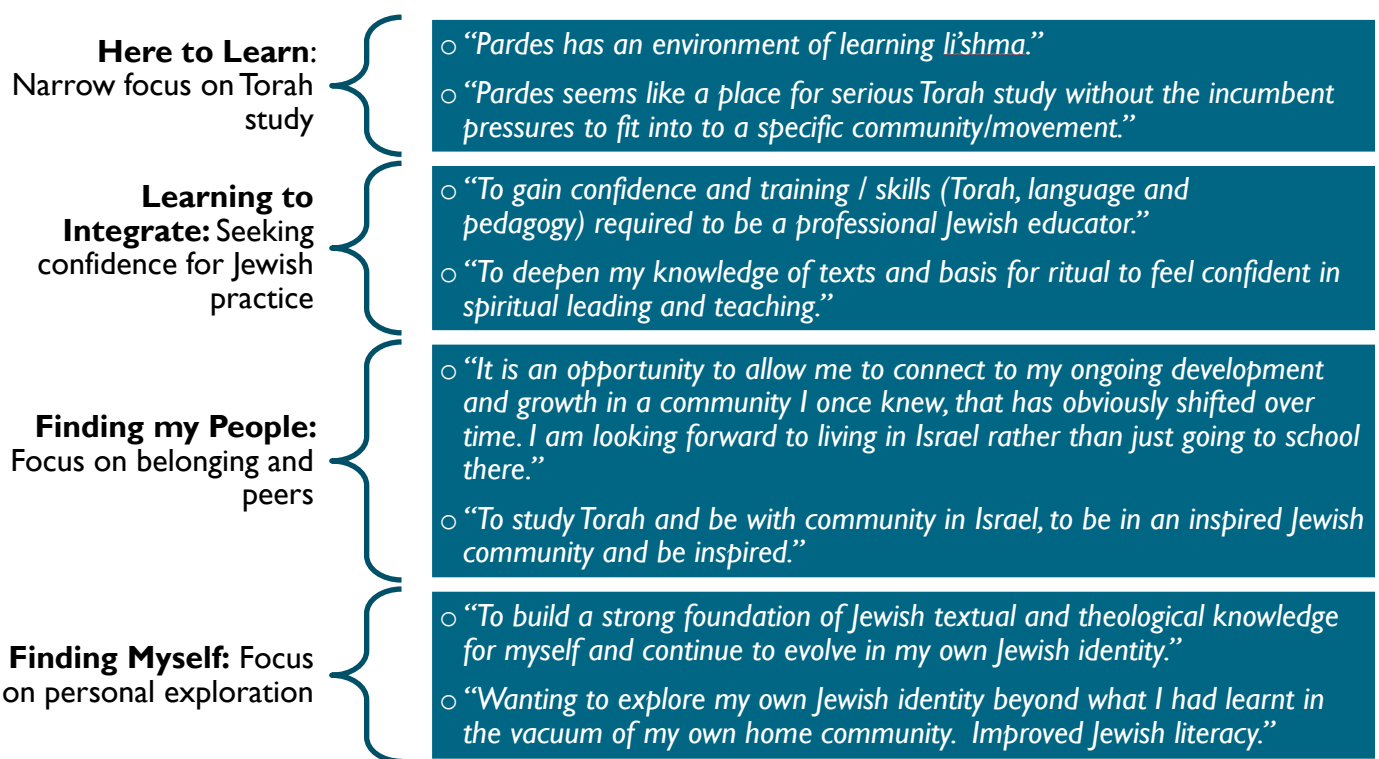 Here to Learn:
Narrow focus on Torah
study
○ “Pardes has an environment of learning li’shma.”
○ “Pardes seems like a place for serious Torah study without the incumbent
pressures to fit into to a specific community/movement.”
Learning to
Integrate: Seeking
confidence for Jewish
practice
○ “To gain confidence and training / skills (Torah, language and
pedagogy) required to be a professional Jewish educator.”
○ “To deepen my knowledge of texts and basis for ritual to feel confident in
spiritual leading and teaching.”
Finding my People:
Focus on belonging and
peers
○ “It is an opportunity to allow me to connect to my ongoing development
and growth in a community I once knew, that has obviously shifted over
time. I am looking forward to living in Israel rather than just going to school
there.”
○ “To study Torah and be with community in Israel, to be in an inspired Jewish
community and be inspired.”
Finding Myself: Focus
on personal exploration
○ “To build a strong foundation of Jewish textual and theological knowledge
for myself and continue to evolve in my own Jewish identity.”
○ “Wanting to explore my own Jewish identity beyond what I had learnt in
the vacuum of my own home community.  Improved Jewish literacy.”